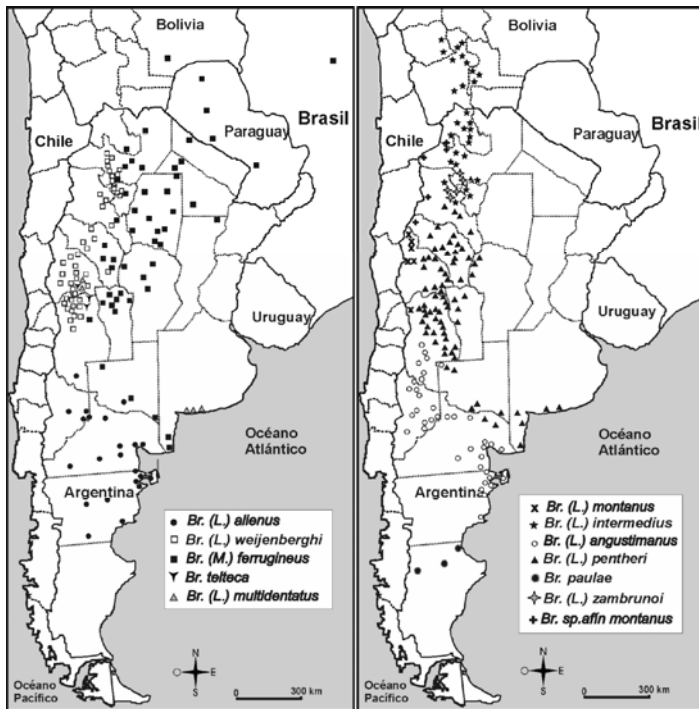 Bolivia
Brasil
Paraguay
Chile
Uruguay
Océano
Atlántico
Argentina
Br. (L.) alienus
Br. (L.) weijenberghi
Br. (M.) ferrugineus
Br. telteca
Br. (L.) multidentatus
N
E
S
Océano
Pacífico
0
300 km
Bolivia
Brasil
Paraguay
Chile
Uruguay
Océano
Atlántico
Argentina
Br. (L.) montanus
Br. (L.) intermedius
Br. (L.) angustimanus
Br. (L.) pentheri
Br. paulae
Br. (L.) zambrunoi
Br. sp.afín montanus
N
E
S
Océano
Pacífico
0
300 km